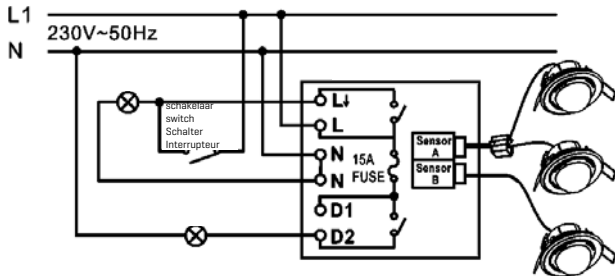 L1
230V~50Hz
N
schakelaar
switch
Schalter
Interrupteur
L↓
L
N
N
15A
FUSE
D1
D2
Sensor
A
Sensor
B